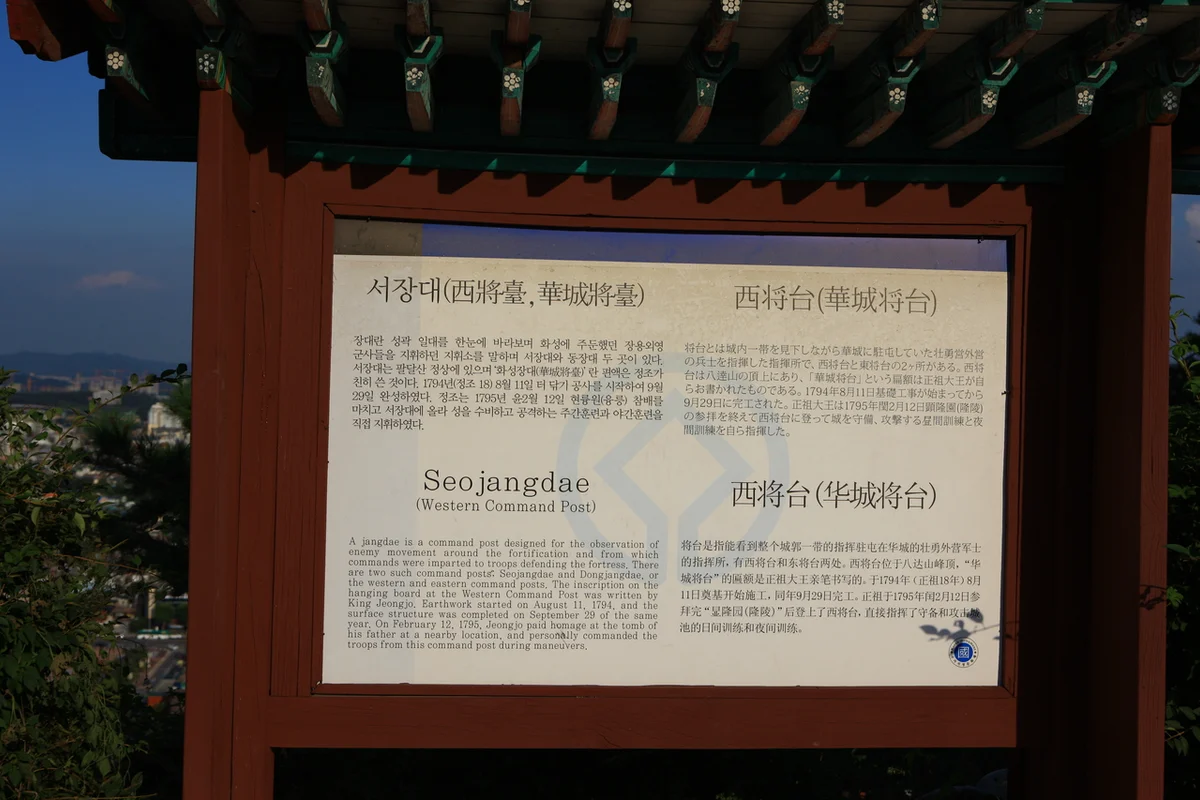 서장대(西將臺, 華城將臺)
장대란 성곽 일대를 한눈에 바라보며 화성에 주둔했던 장용외영
군사들을 지휘하던 지휘소를 말하며 서장대와 동장대 두 곳이 있다.
서장대는 팔달산 정상에 있으며 '화성장대(華城將臺)' 란 편액은 정조가
친히 쓴 것이다. 1794년(정조 18) 8월 11일 터 닦기 공사를 시작하여 9월
29일 완성하였다. 정조는 1795년 윤2월 12일 현륭원(융릉) 참배를
마치고 서장대에 올라 성을 수비하고 공격하는 주간훈련과 야간훈련을
직접 지휘하였다.
西将台(華城将台)
将台とは城内一帯を見下しながら華城に駐屯していた壮勇営外営
の兵士を指揮した指揮所で、西将台と東将台の2ヶ所がある。西将
台は八達山の頂上にあり、「華城将台」という扁額は正祖大王が自
らお書かれたものである。1794年8月11日基礎工事が始まってから
9月29日に完工された。正祖大王は1795年閏2月12日顕隆園(隆陵)
の参拝を終えて西将台に登って城を守備、攻撃する昼間訓練と夜
間訓練を自ら指揮した。
Seojangdae
(Western Command Post)
A jangdae is a command post designed for the observation of
enemy movement around the fortification and from which
commands were imparted to troops defending the fortress. There
are two such command posts: Seojangdae and Dongjangdae, or
the western and eastern command posts. The inscription on the
hanging board at the Western Command Post was written by
King Jeongjo. Earthwork started on August 11, 1794, and the
surface structure was completed on September 29 of the same
year. On February 12, 1795, Jeongjo paid homage at the tomb of
his father at a nearby location, and personally commanded the
troops from this command post during maneuvers.
西将台(华城将台)
将台是指能看到整个城郭一带的指挥驻屯在华城的壮勇外营军士
的指挥所，有西将台和东将台两处。西将台位于八达山峰顶，“华
城将台”的匾额是正祖大王亲笔书写的。于1794年（正祖18年）8月
11日奠基开始施工，同年9月29日完工。正祖于1795年闰2月12日参
拜完“显隆园(隆陵)”后登上了西将台，直接指挥了守备和攻击城
池的日间训练和夜间训练。
國